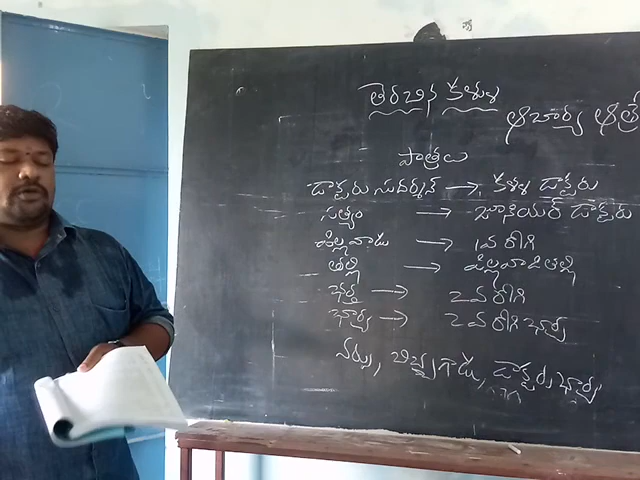 తెరచిన కళ్ళు
ఆచార్య ఆత్రే
పాత్రలు
డాక్టరు సుదర్శన్ → కళ్ళ డాక్టరు
సత్యం → జూనియర్ డాక్టరు
పిల్లవాడు → 1వ రోగి
తల్లి → పిల్లవాడి తల్లి
భర్త → 2వ రోగి
భార్య → 2వ రోగి భార్య
నర్సు, బిచ్చగాడు, డాక్టర్ భార్య